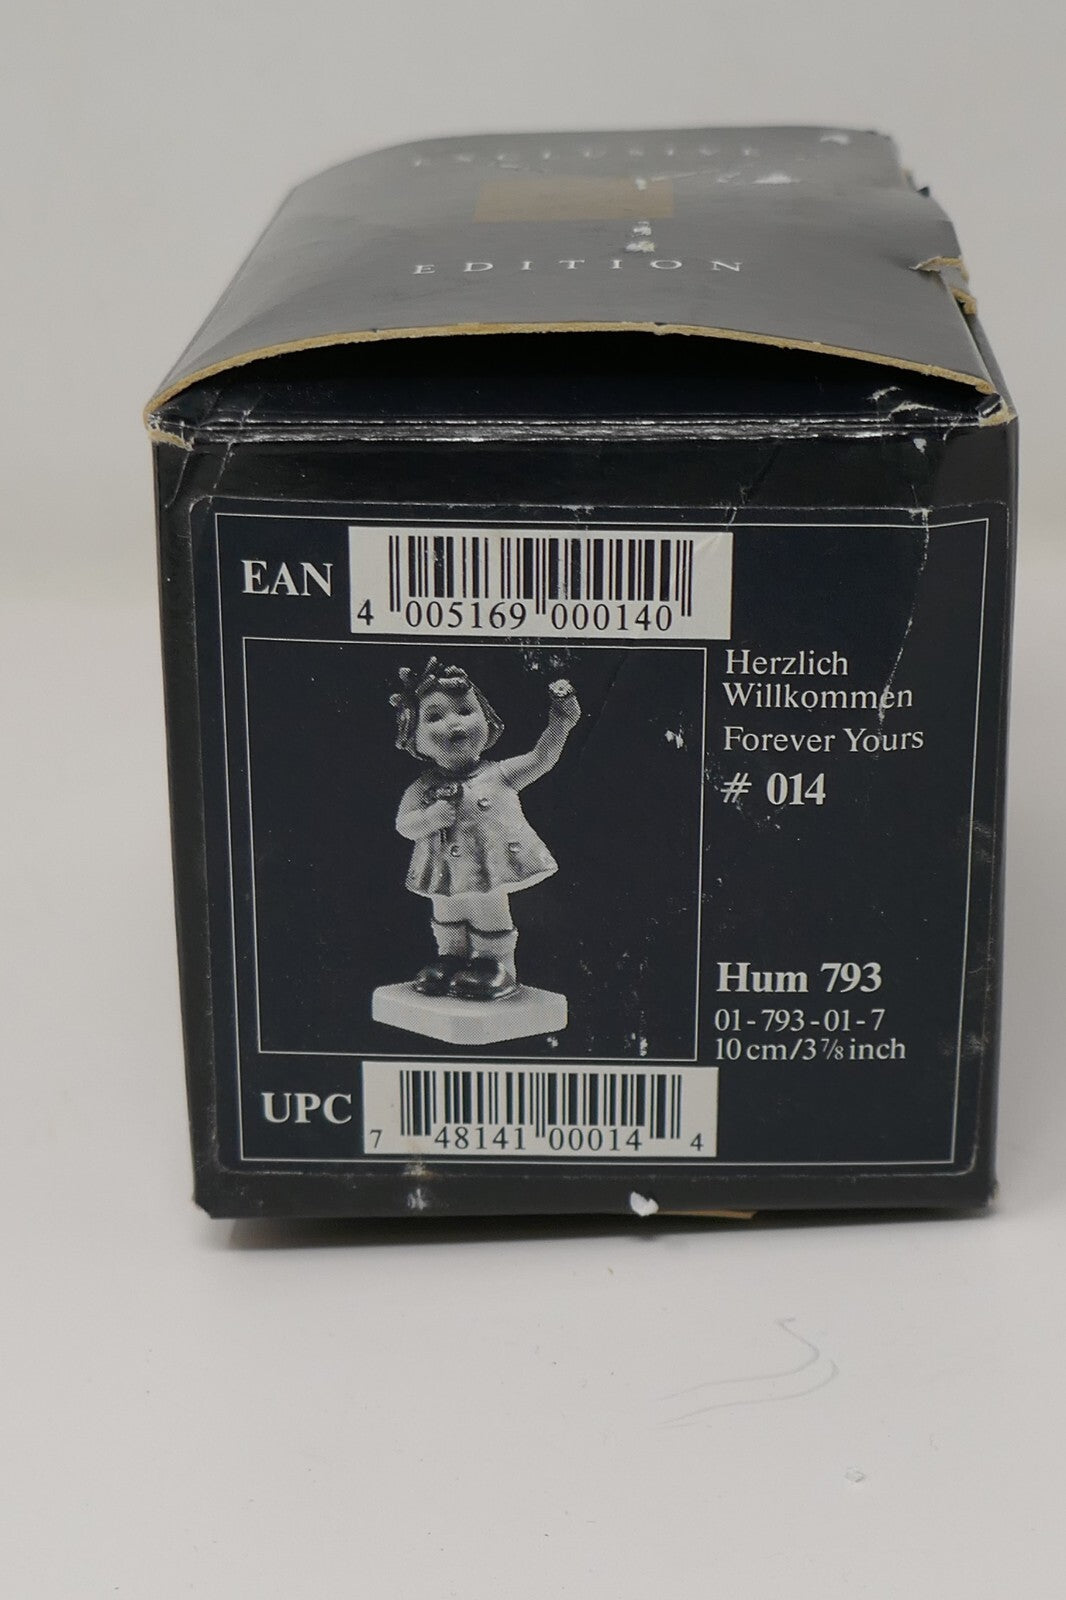 EXCLUSIVE
EDITION
EAN
4 005169 000140
Herzlich
Willkommen
Forever Yours
# 014
Hum 793
01-793-01-7
10 cm/3 ⅞ inch
UPC
7 48141 00014 4